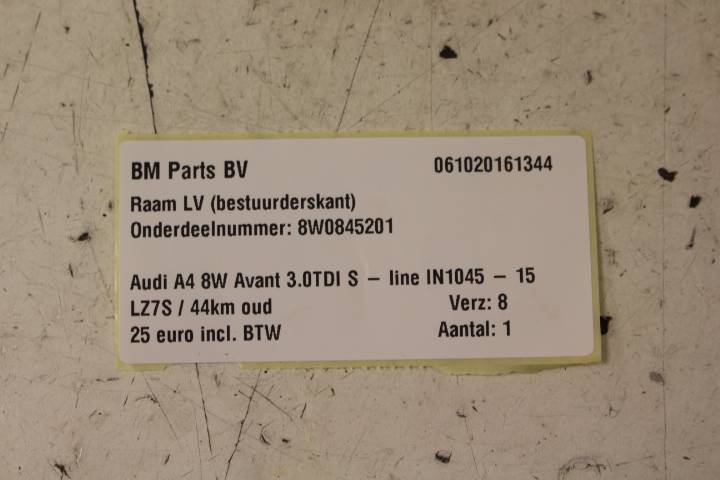 BM Parts BV 061020161344
Raam LV (bestuurderskant)
Onderdeelnummer: 8W0845201
Audi A4 8W Avant 3.0TDI S – line IN1045 – 15
LZ7S / 44km oud Verz: 8
25 euro incl. BTW Aantal: 1